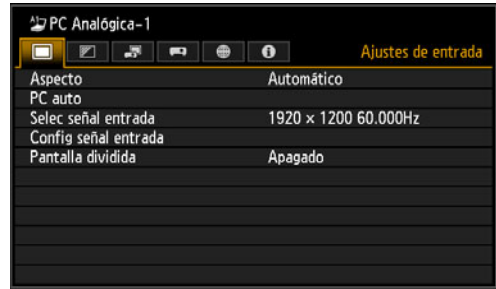 PC Analógica-1
Ajustes de entrada
Aspecto Automático
PC auto
Selec señal entrada 1920 × 1200 60.000Hz
Config señal entrada
Pantalla dividida Apagado